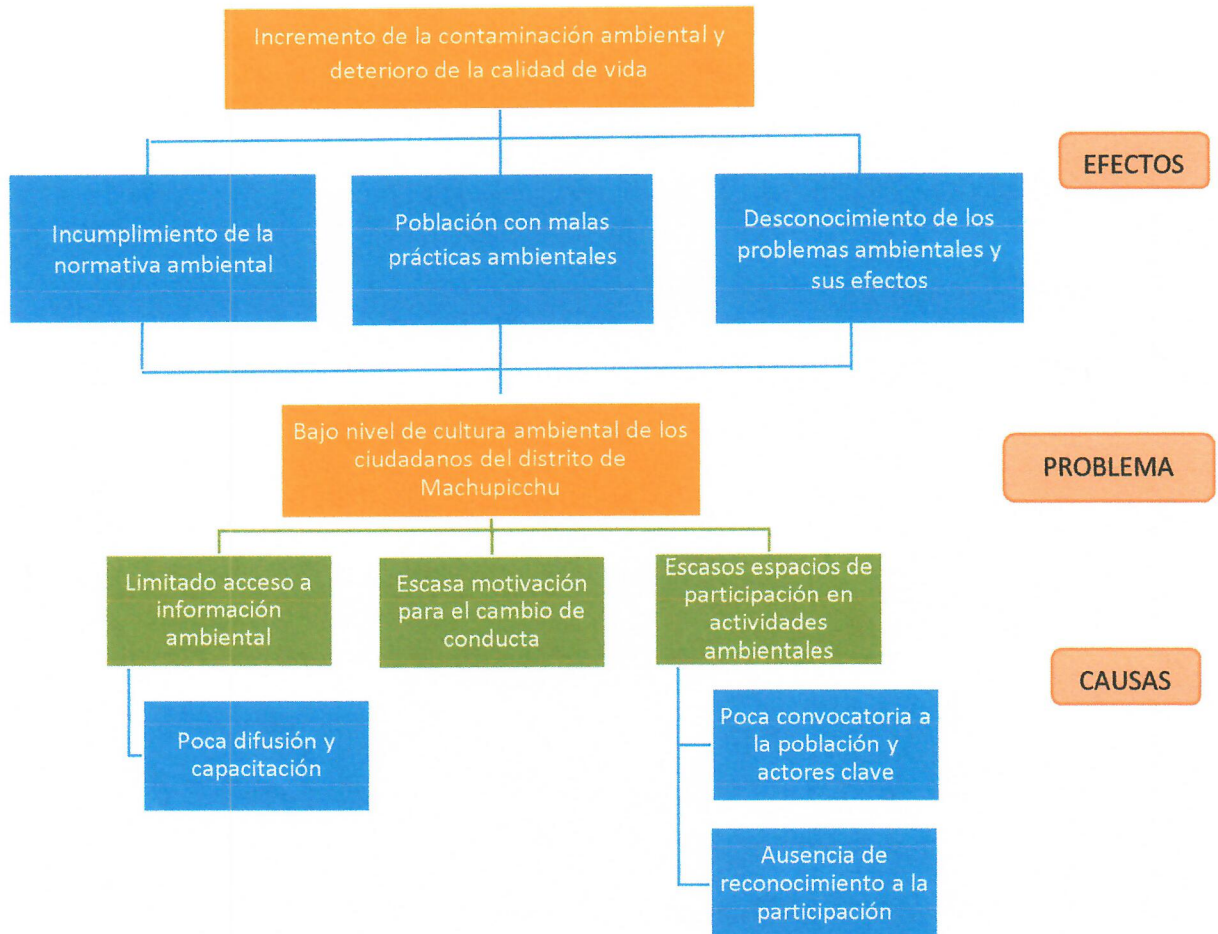 Incremento de la contaminación ambiental y
deterioro de la calidad de vida
EFECTOS
Incumplimiento de la
normativa ambiental
Población con malas
prácticas ambientales
Desconocimiento de los
problemas ambientales y
sus efectos
Bajo nivel de cultura ambiental de los
ciudadanos del distrito de
Machupicchu
PROBLEMA
Limitado acceso a
información
ambiental
Escasa motivación
para el cambio de
conducta
Escasos espacios de
participación en
actividades
ambientales
CAUSAS
Poca difusión y
capacitación
Poca convocatoria a
la población y
actores clave
Ausencia de
reconocimiento a la
participación